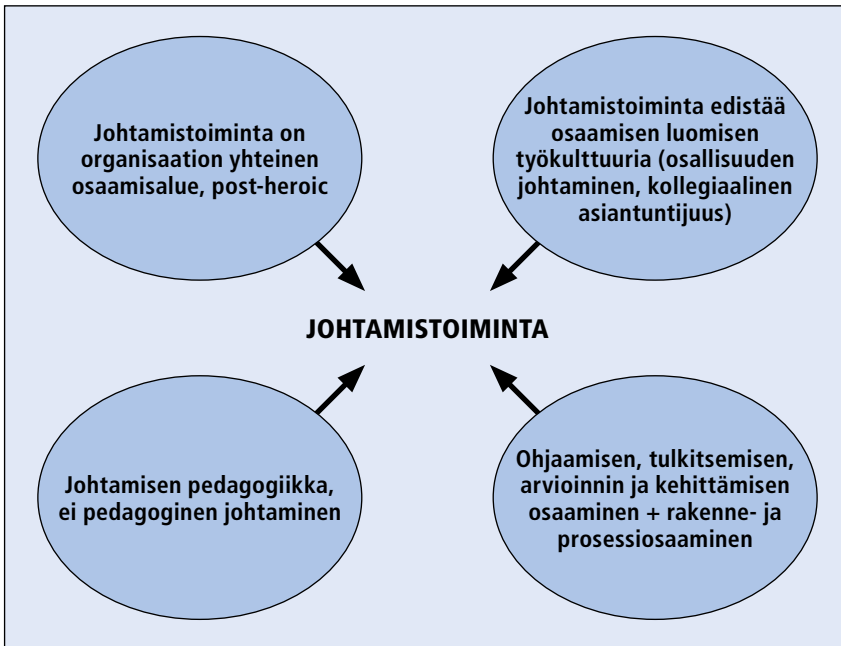 Johtamistoiminta on
organisaation yhteinen
osaamisalue, post-heroic
Johtamistoiminta edistää
osaamisen luomisen
työkulttuuria (osallisuuden
johtaminen, kollegiaalinen
asiantuntijuus)
JOHTAMISTOIMINTA
Johtamisen pedagogiikka,
ei pedagoginen johtaminen
Ohjaamisen, tulkitsemisen,
arvioinnin ja kehittämisen
osaaminen + rakenne- ja
prosessiosaaminen